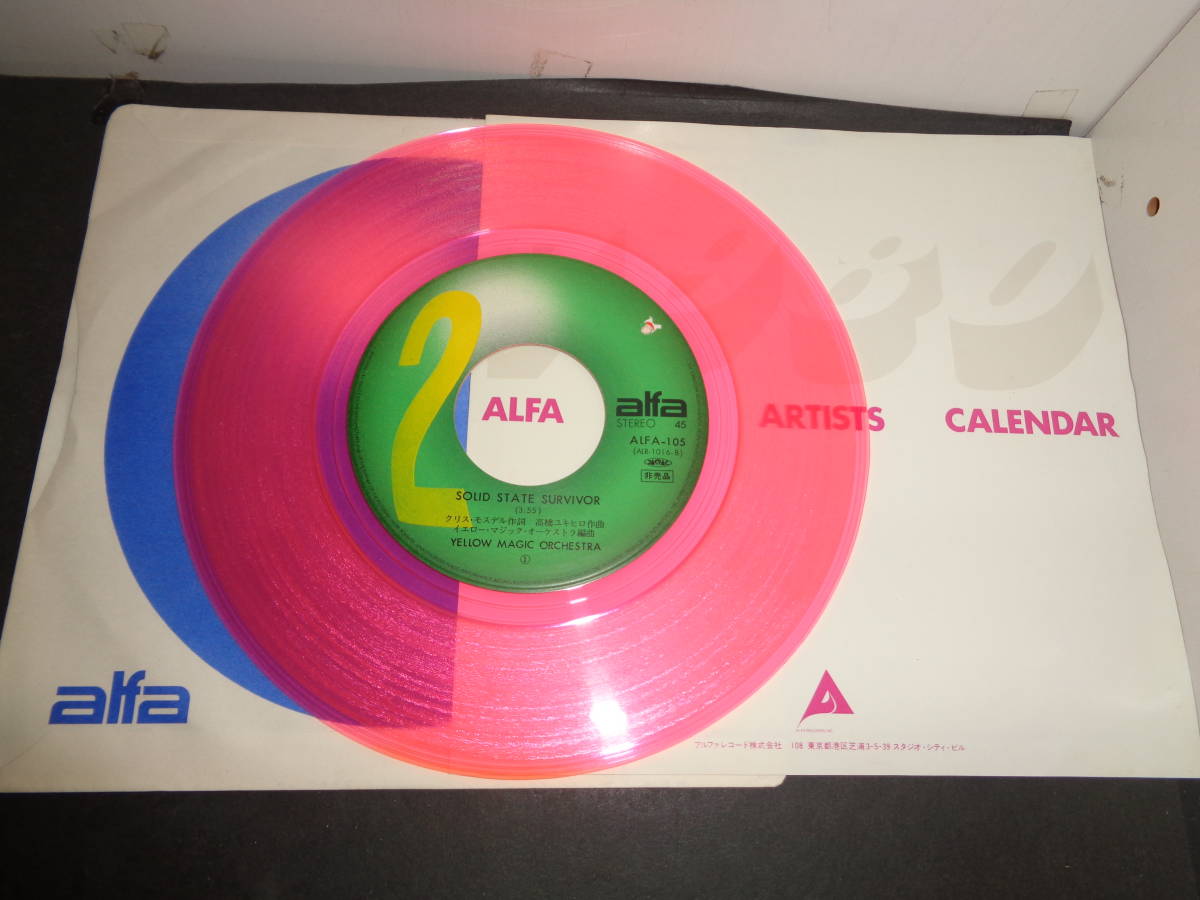 1980
ALFA ARTISTS CALENDAR
2
alfa
STEREO 45
ALFA-105
(ALR-1016-B)
非売品
SOLID STATE SURVIVOR
(3.55)
クリス・モスデル作詞 高橋ユキヒロ作曲
イエロー・マジック・オーケストラ編曲
YELLOW MAGIC ORCHESTRA
①
alfa
アルファレコード株式会社 108 東京都港区芝浦3-5-39 スタジオ・シティ・ビル